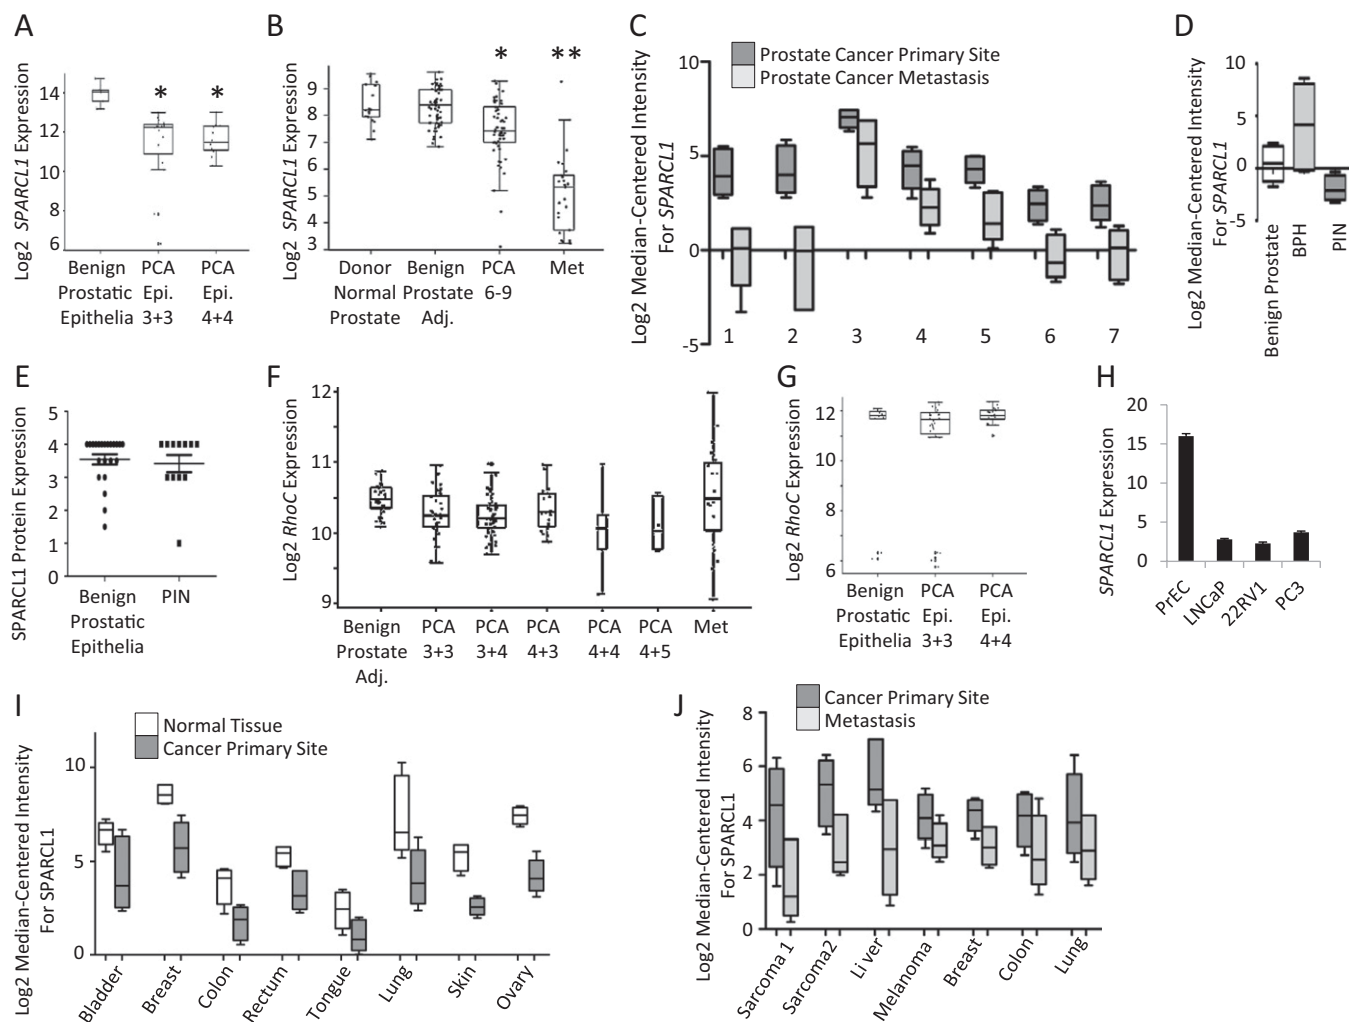 A
Log2 SPARCL1 Expression
14
12
10
8
6
*
*
Benign
Prostatic
Epithelia
PCA
Epi.
3+3
PCA
Epi.
4+4
B
Log2 SPARCL1 Expression
9
8
7
6
5
4
3
*
**
Donor
Normal
Prostate
Benign
Prostate
Adj.
PCA
6-9
Met
C
Log2 Median-Centered Intensity
For SPARCL1
10
5
0
-5
Prostate Cancer Primary Site
Prostate Cancer Metastasis
1
2
3
4
5
6
7
D
Log2 Median-Centered Intensity
For SPARCL1
10
5
0
-5
Benign Prostate
BPH
PIN
E
SPARCL1 Protein Expression
5
4
3
2
1
0
Benign
Prostatic
Epithelia
PIN
F
Log2 RhoC Expression
12
11
10
9
Benign
Prostate
Adj.
PCA
3+3
PCA
3+4
PCA
4+3
PCA
4+4
PCA
4+5
Met
G
Log2 RhoC Expression
12
10
8
6
Benign
Prostatic
Epithelia
PCA
Epi.
3+3
PCA
Epi.
4+4
H
SPARCL1 Expression
20
15
10
5
0
PrEC
LNCaP
22RV1
PC3
I
Log2 Median-Centered Intensity
For SPARCL1
10
5
0
Normal Tissue
Cancer Primary Site
Bladder
Breast
Colon
Rectum
Tongue
Lung
Skin
Ovary
J
Log2 Median-Centered Intensity
For SPARCL1
8
6
4
2
0
Cancer Primary Site
Metastasis
Sarcoma 1
Sarcoma2
Liver
Melanoma
Breast
Colon
Lung